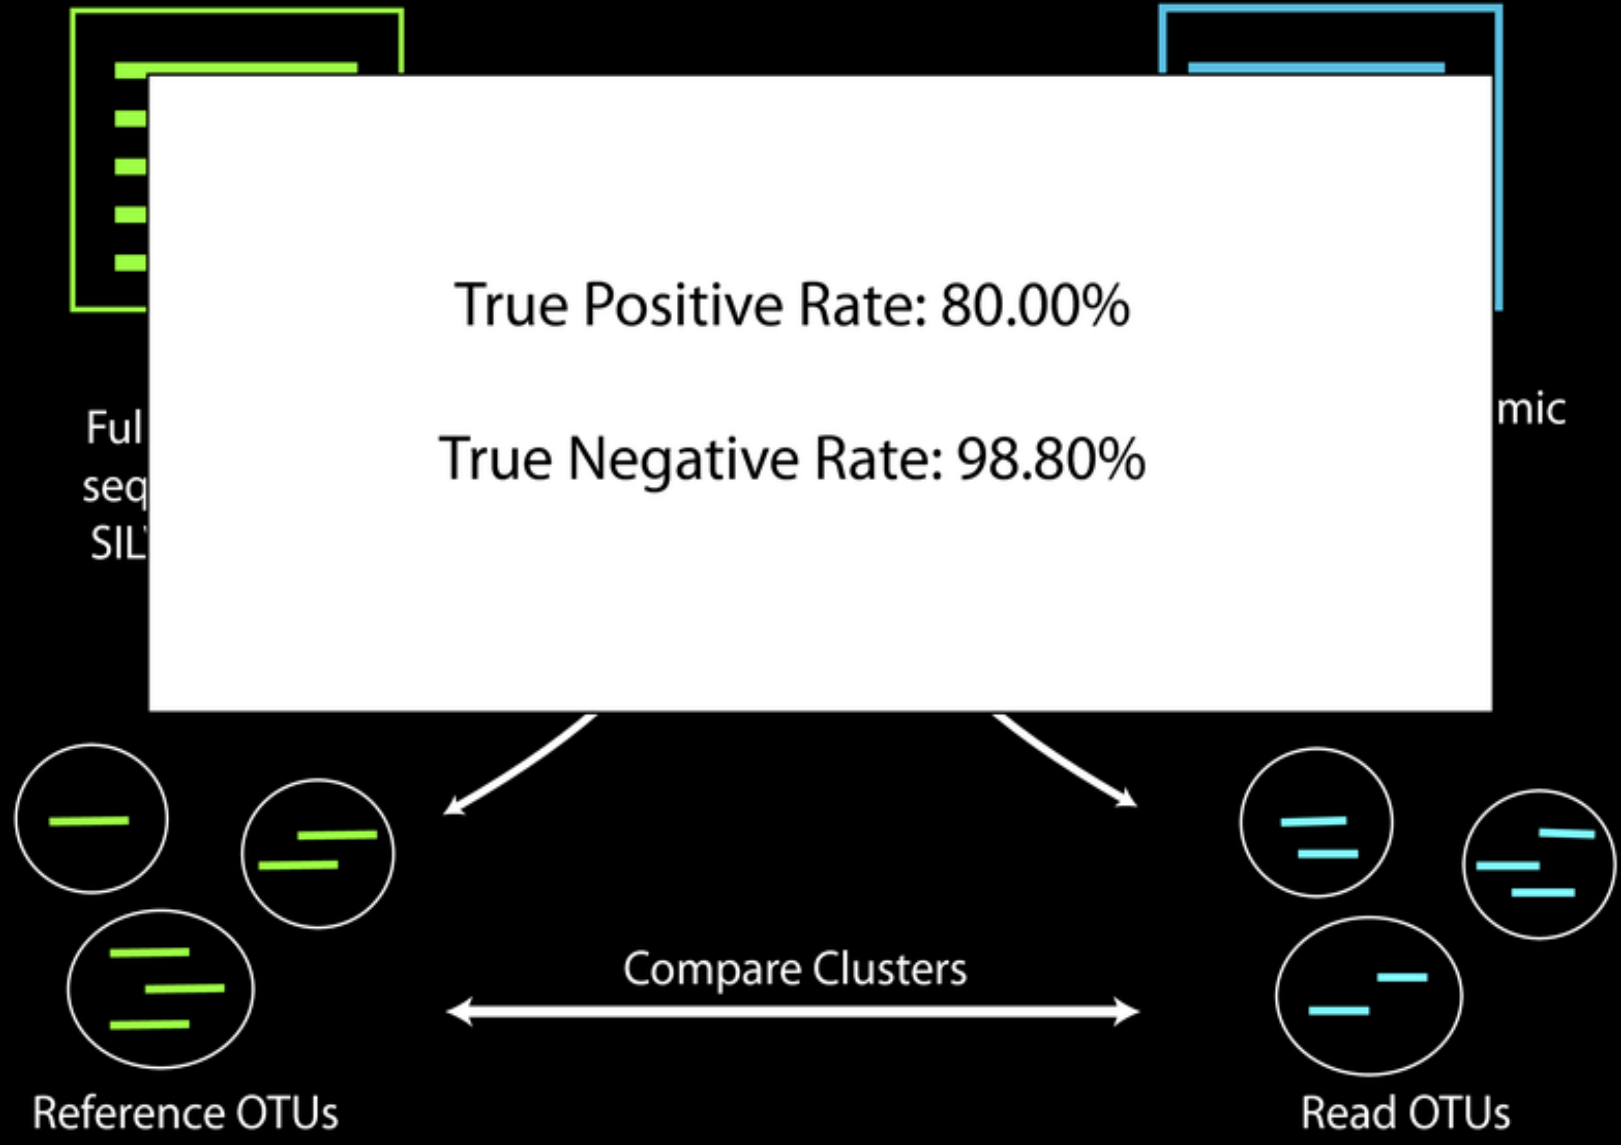 True Positive Rate: 80.00%
mic
Ful
True Negative Rate: 98.80%
seq
SIL
Compare Clusters
Reference OTUs
Read OTUs